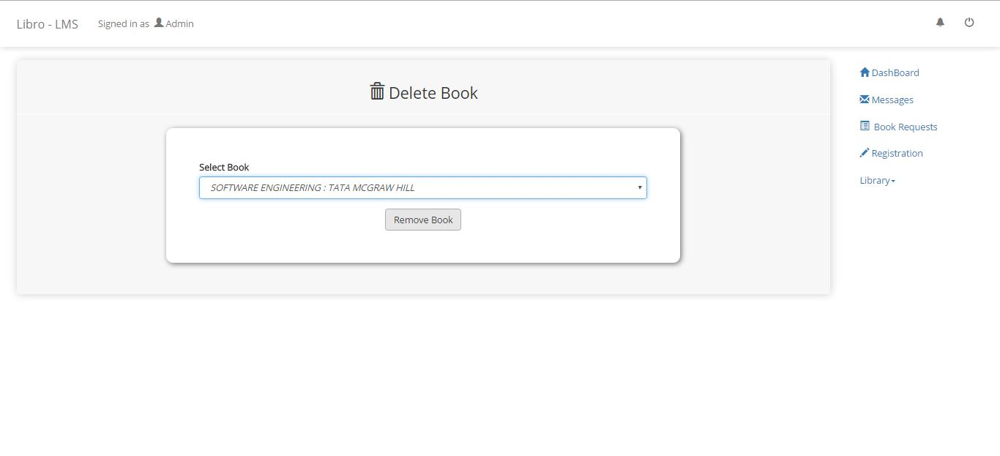 Libro - LMS Signed in as Admin
Delete Book
Select Book
SOFTWARE ENGINEERING : TATA MCGRAW HILL
Remove Book
DashBoard
Messages
Book Requests
Registration
Library